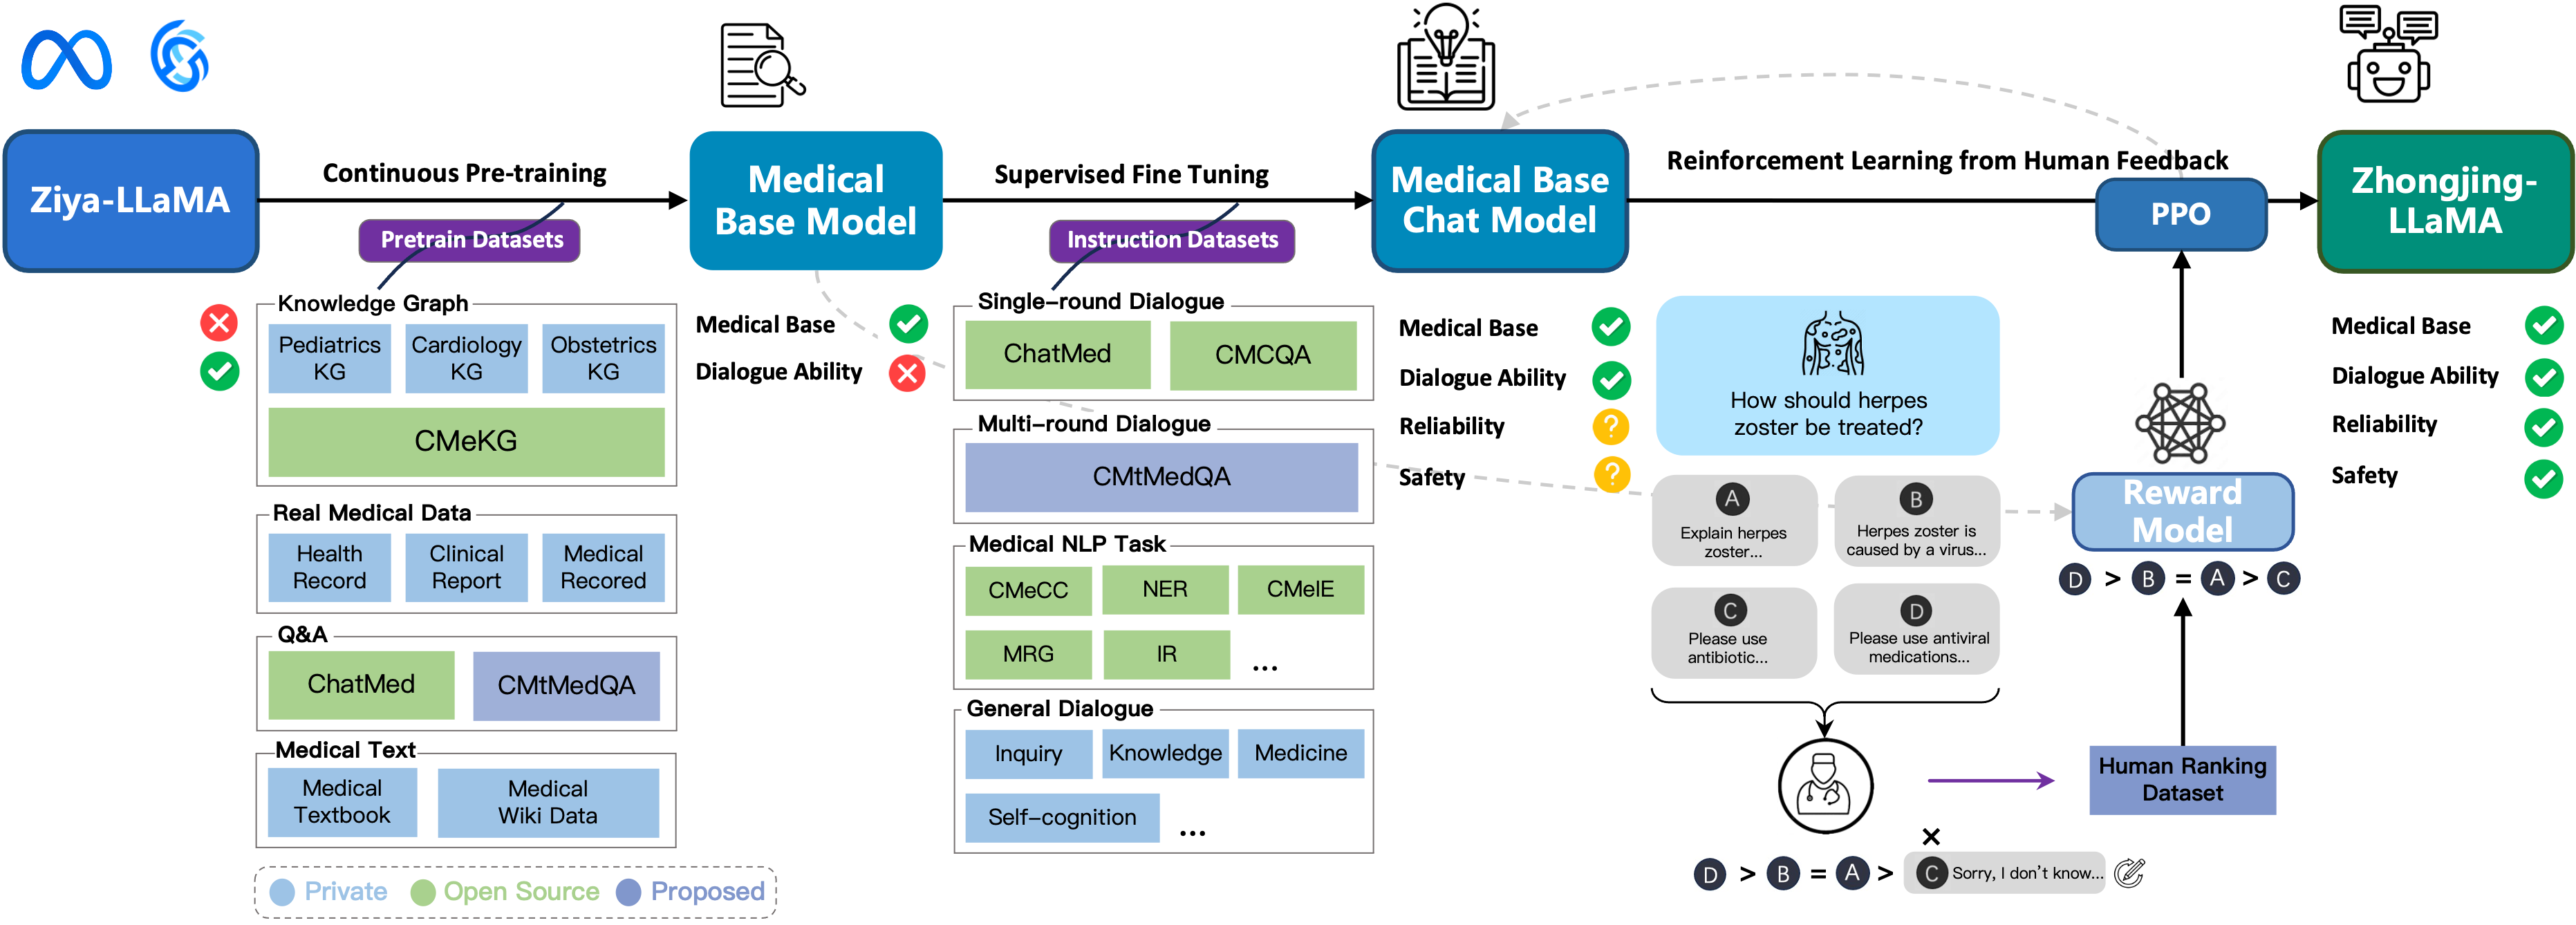 Ziya-LLaMA
Continuous Pre-training
Pretrain Datasets
Medical
Base Model
Supervised Fine Tuning
Instruction Datasets
Medical Base
Chat Model
Reinforcement Learning from Human Feedback
PPO
Zhongjing-
LLaMA
Knowledge Graph
Pediatrics
KG
Cardiology
KG
Obstetrics
KG
CMeKG
Real Medical Data
Health
Record
Clinical
Report
Medical
Recored
Q&A
ChatMed
CMtMedQA
Medical Text
Medical
Textbook
Medical
Wiki Data
Private
Open Source
Proposed
Medical Base
Dialogue Ability
Single-round Dialogue
ChatMed
CMCQA
Multi-round Dialogue
CMtMedQA
Medical NLP Task
CMeCC
NER
CMeIE
MRG
IR
...
General Dialogue
Inquiry
Knowledge
Medicine
Self-cognition
...
Medical Base
Dialogue Ability
Reliability
?
Safety
?
How should herpes
zoster be treated?
A
Explain herpes
zoster...
B
Herpes zoster is
caused by a virus...
C
Please use
antibiotic...
D
Please use antiviral
medications...
D > B = A > C Sorry, I don't know...
Human Ranking
Dataset
D > B = A > C
Reward
Model
Medical Base
Dialogue Ability
Reliability
Safety